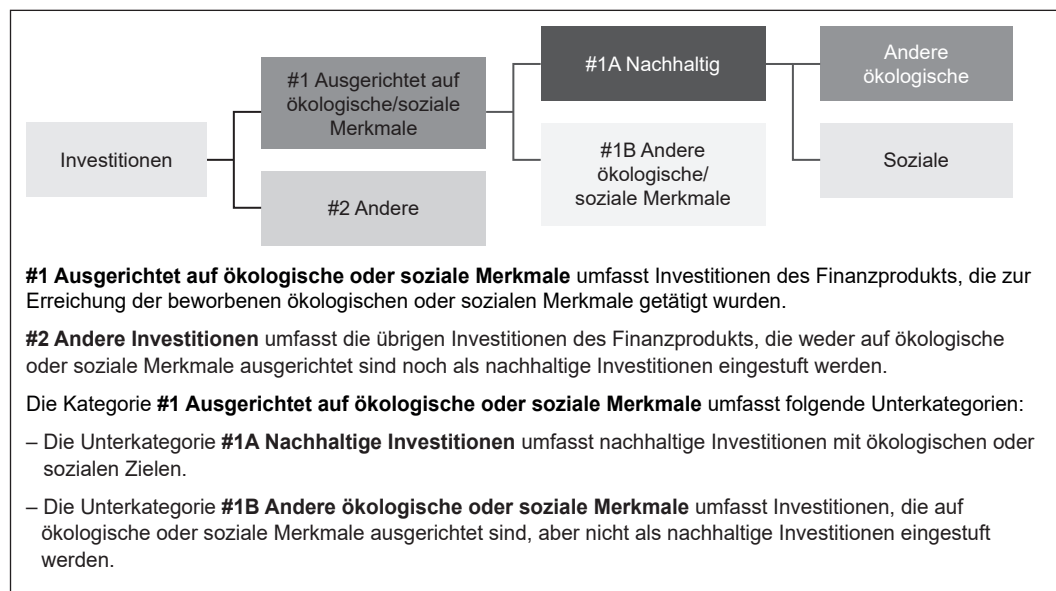 Investitionen
#1 Ausgerichtet auf
ökologische/soziale
Merkmale
#2 Andere
#1A Nachhaltig
#1B Andere
ökologische/
soziale Merkmale
Andere
ökologische
Soziale
#1 Ausgerichtet auf ökologische oder soziale Merkmale umfasst Investitionen des Finanzprodukts, die zur
Erreichung der beworbenen ökologischen oder sozialen Merkmale getätigt wurden.
#2 Andere Investitionen umfasst die übrigen Investitionen des Finanzprodukts, die weder auf ökologische
oder soziale Merkmale ausgerichtet sind noch als nachhaltige Investitionen eingestuft werden.
Die Kategorie #1 Ausgerichtet auf ökologische oder soziale Merkmale umfasst folgende Unterkategorien:
– Die Unterkategorie #1A Nachhaltige Investitionen umfasst nachhaltige Investitionen mit ökologischen oder
sozialen Zielen.
– Die Unterkategorie #1B Andere ökologische oder soziale Merkmale umfasst Investitionen, die auf
ökologische oder soziale Merkmale ausgerichtet sind, aber nicht als nachhaltige Investitionen eingestuft
werden.